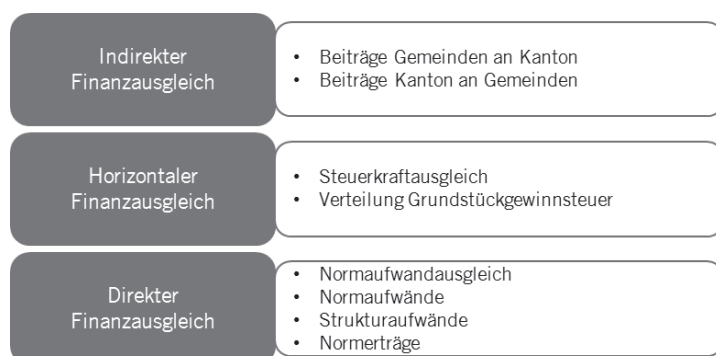 Indirekter
Finanzausgleich
• Beiträge Gemeinden an Kanton
• Beiträge Kanton an Gemeinden
Horizontaler
Finanzausgleich
• Steuerkraftausgleich
• Verteilung Grundstückgewinnsteuer
Direkter
Finanzausgleich
• Normaufwandausgleich
• Normaufwände
• Strukturaufwände
• Normerträge